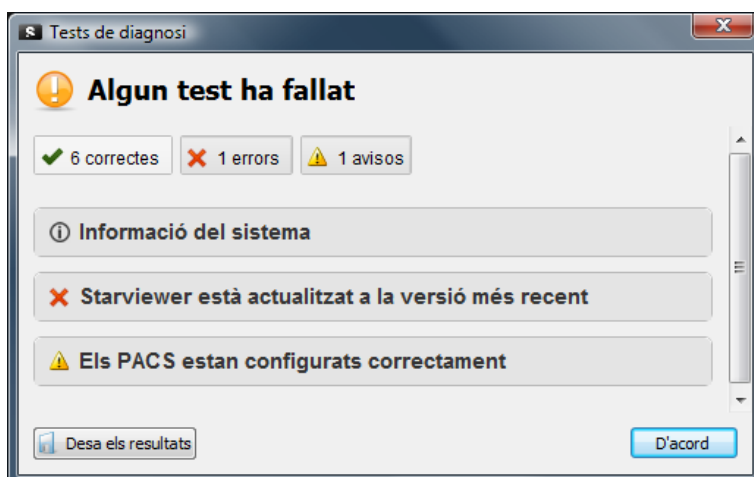 S Tests de diagnosi
Algun test ha fallat
6 correctes 1 errors 1 avisos
Informació del sistema
Starviewer està actualitzat a la versió més recent
Els PACS estan configurats correctament
Desa els resultats D'acord